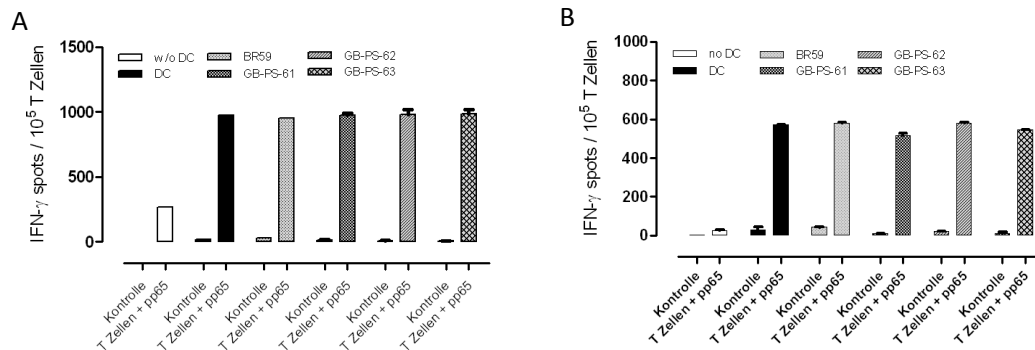 A
IFN-γ spots / 10⁵ T Zellen
1500
1000
500
0
w/o DC
BR59
GB-PS-62
DC
GB-PS-61
GB-PS-63
Kontrolle
T Zellen + pp65
Kontrolle
T Zellen + pp65
Kontrolle
T Zellen + pp65
Kontrolle
T Zellen + pp65
Kontrolle
T Zellen + pp65
Kontrolle
T Zellen + pp65
B
IFN-γ spots / 10⁵ T Zellen
1000
800
600
400
200
0
no DC
BR59
GB-PS-62
DC
GB-PS-61
GB-PS-63
Kontrolle
T Zellen + pp65
Kontrolle
T Zellen + pp65
Kontrolle
T Zellen + pp65
Kontrolle
T Zellen + pp65
Kontrolle
T Zellen + pp65
Kontrolle
T Zellen + pp65